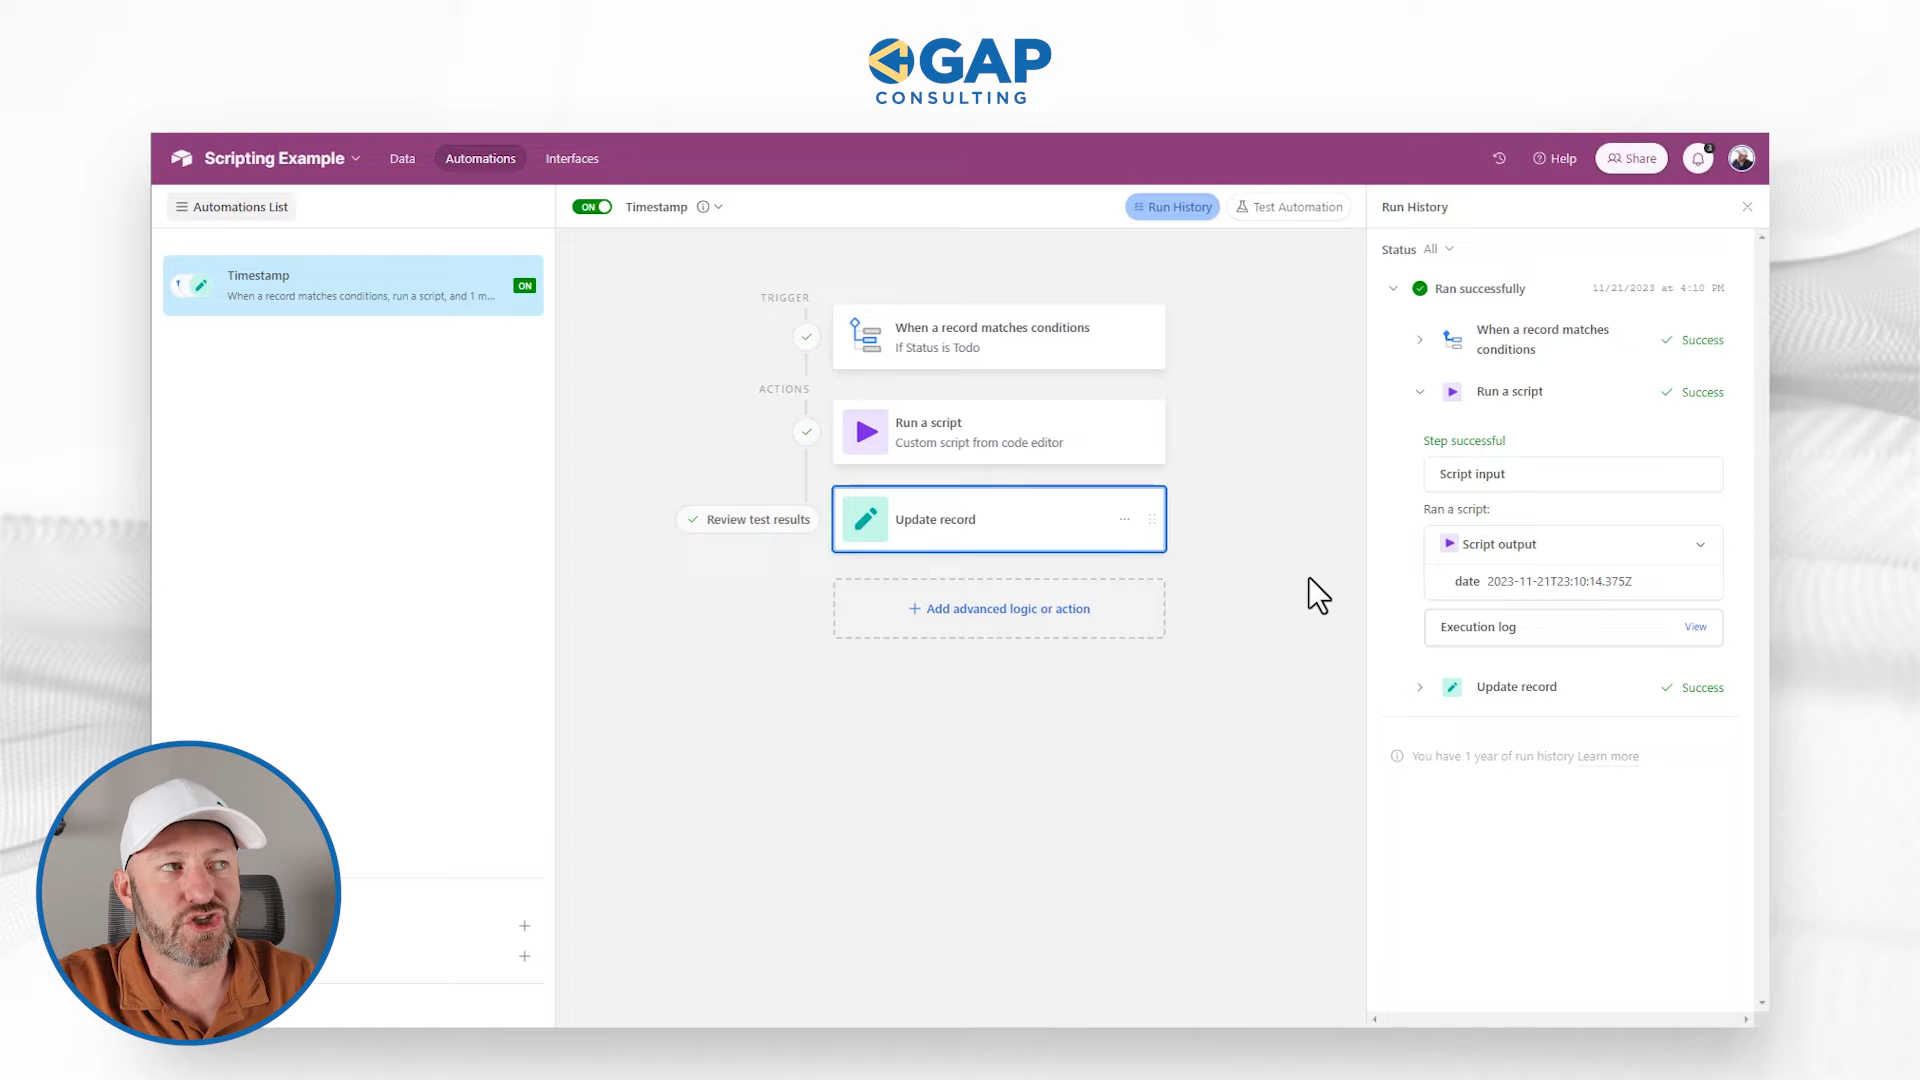 GAP
CONSULTING
Scripting Example
Data
Automations
Interfaces
Help
Share
3
Automations List
ON
Timestamp
Run History
Test Automation
Run History
Timestamp
When a record matches conditions, run a script, and 1 m...
ON
TRIGGER
When a record matches conditions
If Status is Todo
ACTIONS
Run a script
Custom script from code editor
Review test results
Update record
Add advanced logic or action
Status All
Ran successfully
11/21/2023 at 4:10 PM
When a record matches
conditions
Success
Run a script
Success
Step successful
Script input
Ran a script:
Script output
date 2023-11-21T23:10:14.375Z
Execution log
View
Update record
Success
You have 1 year of run history Learn more